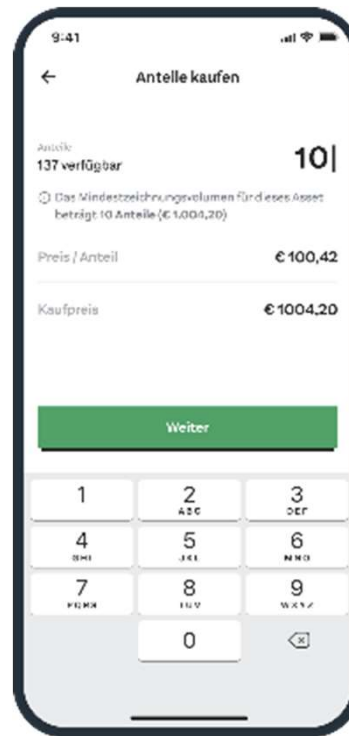 9:41
Anteile kaufen
Anteile
137 verfügbar
10
Das Mindestzeichnungsvolumen für dieses Asset
beträgt 10 Anteile (€ 1.004,20)
Preis / Anteil
€ 100,42
Kaufpreis
€ 1004,20
Weiter
1
2
3
ABC
DEF
4
5
6
GHI
JKL
MNO
7
8
9
PQRS
TUV
WXYZ
0